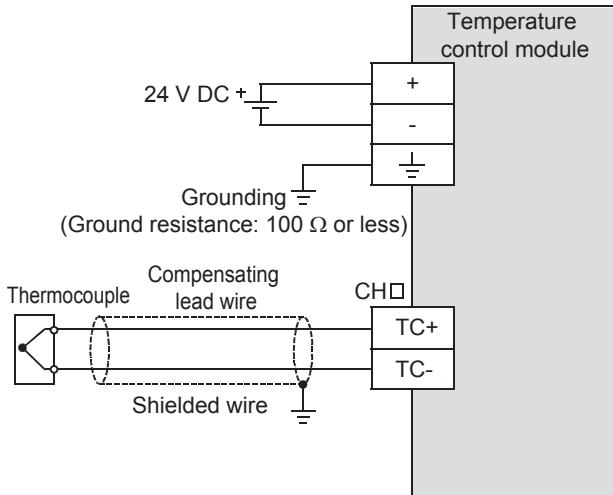 Temperature
control module
24 V DC +
+
-
Grounding
(Ground resistance: 100 Ω or less)
Compensating
lead wire
Thermocouple
CH□
TC+
TC-
Shielded wire